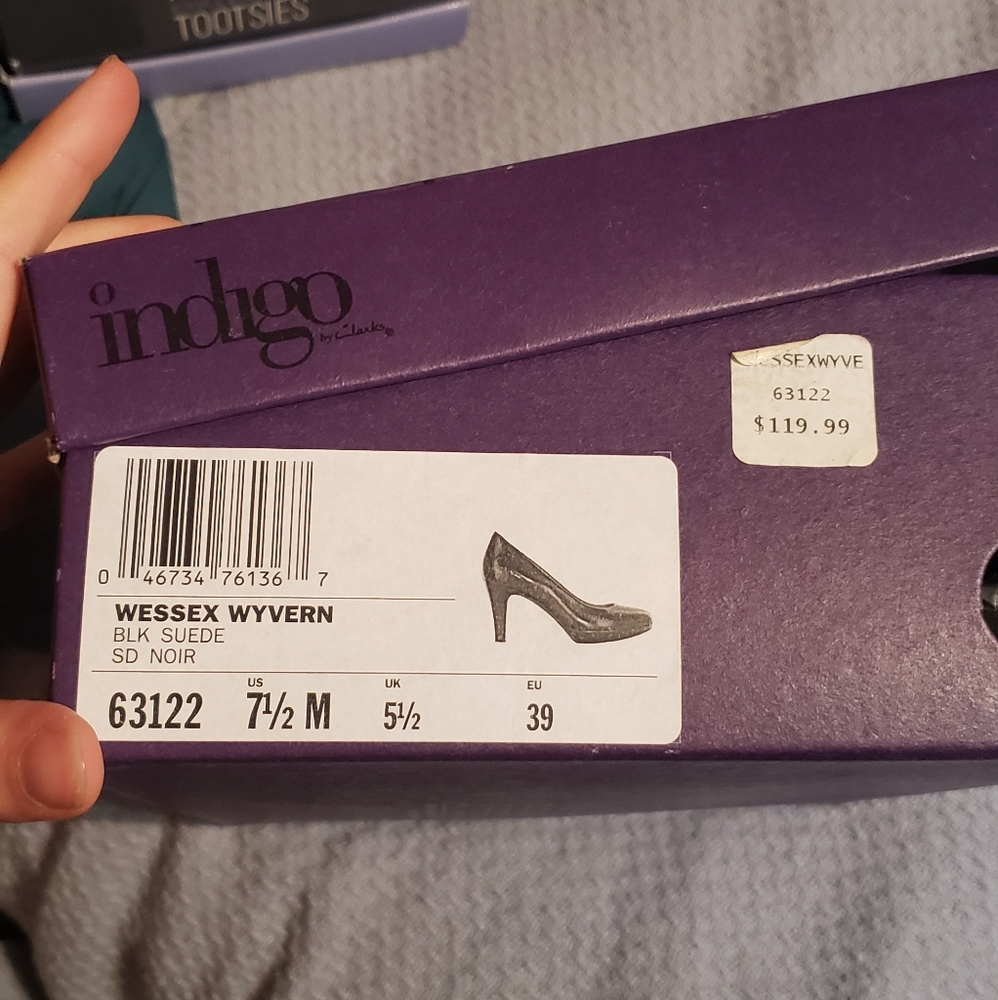 TOOTSIES
indigo
by Clarks®
ESSEXWYVE
63122
$119.99
0 46734 76136 7
WESSEX WYVERN
BLK SUEDE
SD NOIR
US UK EU
63122 7½ M 5½ 39